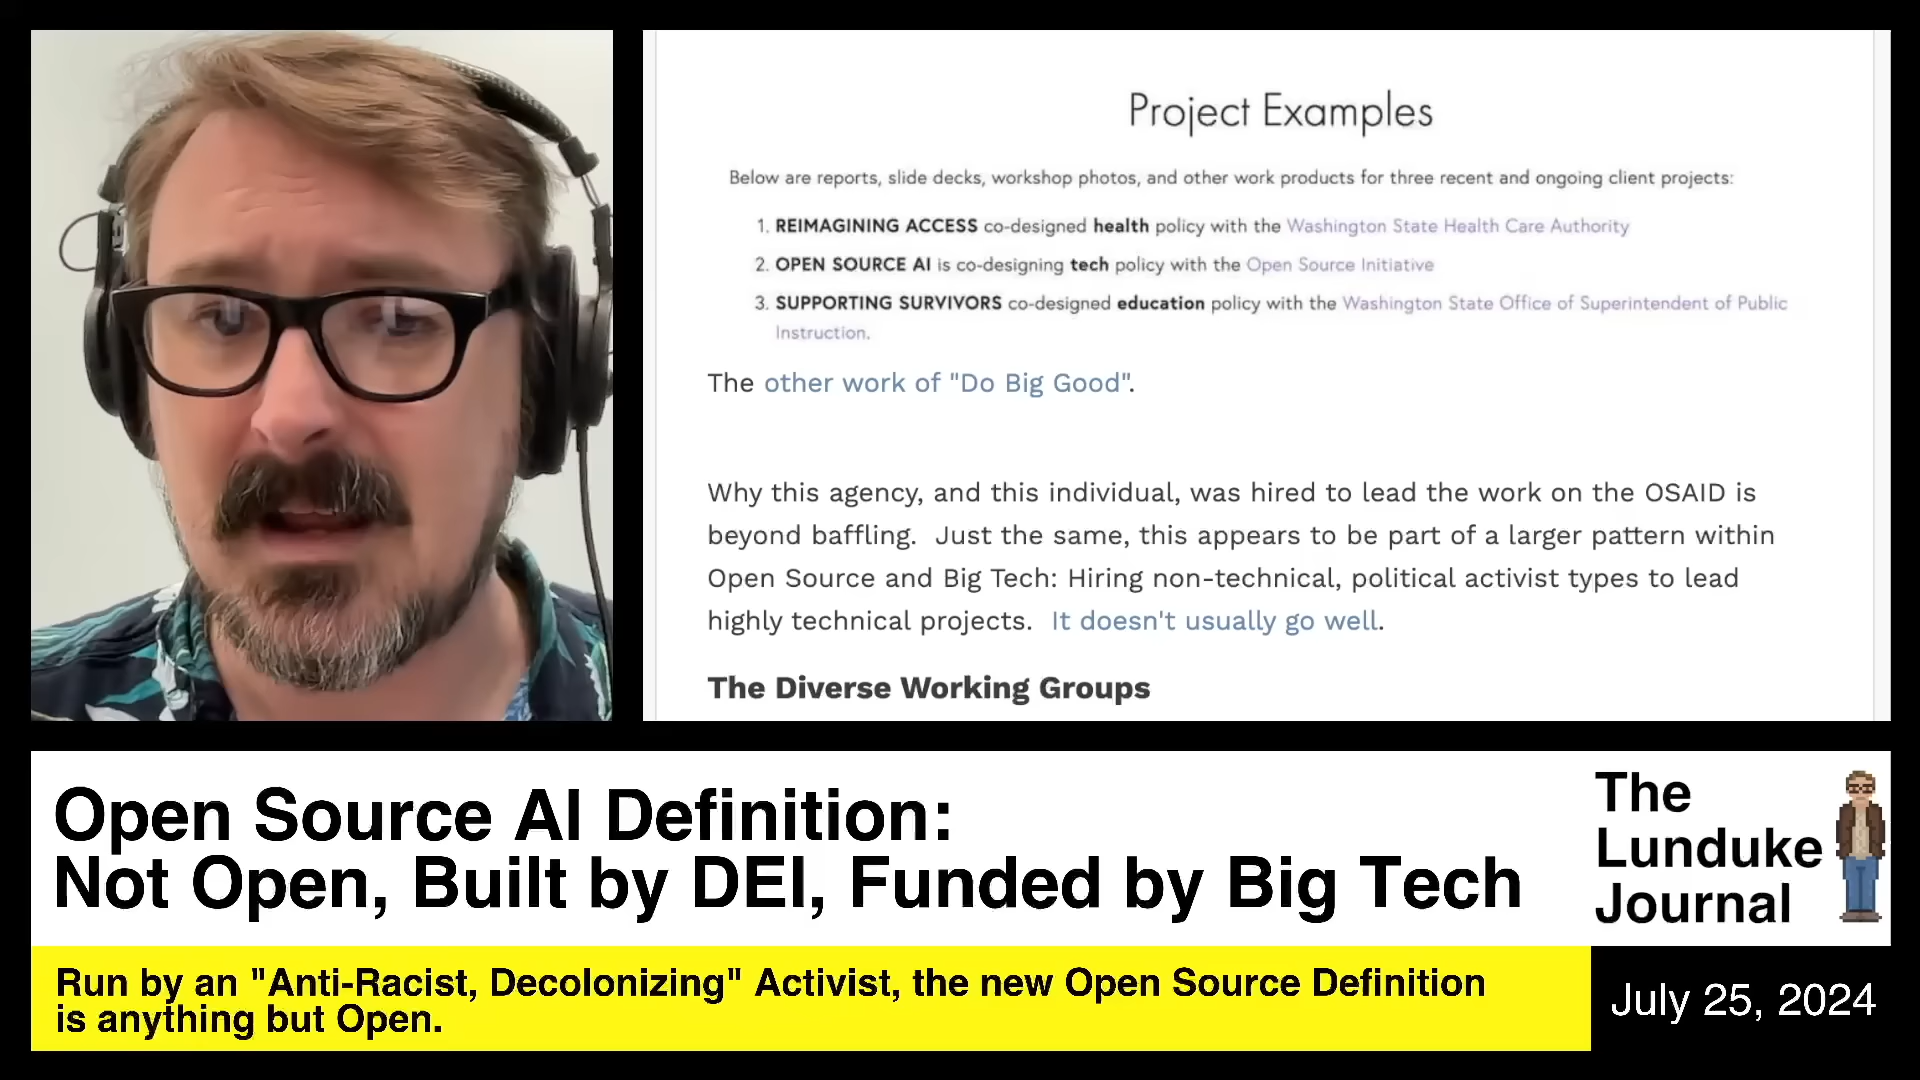 Project Examples
Below are reports, slide decks, workshop photos, and other work products for three recent and ongoing client projects:
1. REIMAGINING ACCESS co-designed health policy with the Washington State Health Care Authority
2. OPEN SOURCE AI is co-designing tech policy with the Open Source Initiative
3. SUPPORTING SURVIVORS co-designed education policy with the Washington State Office of Superintendent of Public
Instruction.
The other work of "Do Big Good".
Why this agency, and this individual, was hired to lead the work on the OSAID is
beyond baffling.  Just the same, this appears to be part of a larger pattern within
Open Source and Big Tech: Hiring non-technical, political activist types to lead
highly technical projects.  It doesn't usually go well.
The Diverse Working Groups
Open Source AI Definition:
Not Open, Built by DEI, Funded by Big Tech
The
Lunduke
Journal
Run by an "Anti-Racist, Decolonizing" Activist, the new Open Source Definition
is anything but Open.
July 25, 2024